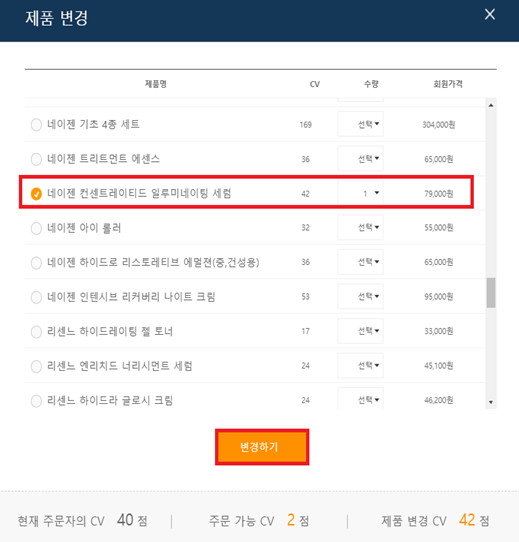 제품 변경
제품명 CV 수량 회원가격
네이젠 기초 4종 세트 169 선택 304,000원
네이젠 트리트먼트 에센스 36 선택 65,000원
네이젠 컨센트레이티드 일루미네이팅 세럼 42 1 79,000원
네이젠 아이 롤러 32 선택 55,000원
네이젠 하이드로 리스토레티브 에멀젼(중,건성용) 36 선택 65,000원
네이젠 인텐시브 리커버리 나이트 크림 53 선택 95,000원
리센느 하이드레이팅 젤 토너 17 선택 33,000원
리센느 엔리치드 너리시먼트 세럼 24 선택 45,100원
리센느 하이드라 글로시 크림 24 선택 46,200원
변경하기
현재 주문자의 CV 40 점 주문 가능 CV 2 점 제품 변경 CV 42 점